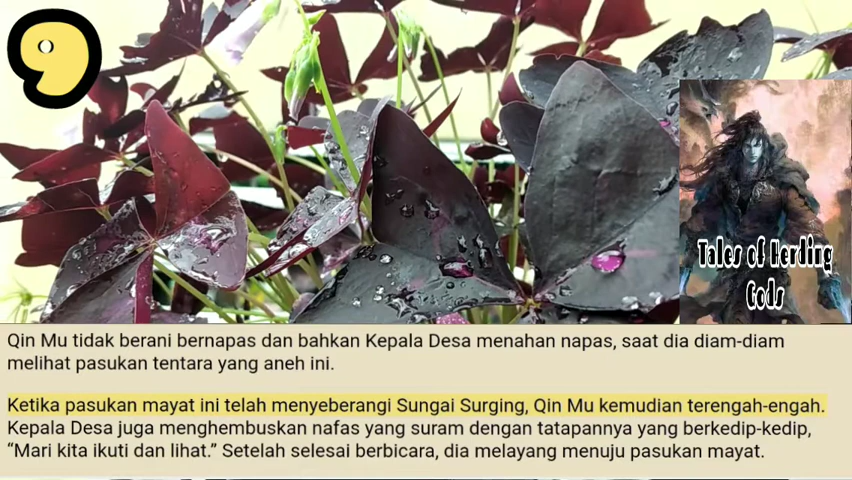 9
Tales of Herding
Gods
Qin Mu tidak berani bernapas dan bahkan Kepala Desa menahan napas, saat dia diam-diam
melihat pasukan tentara yang aneh ini.
Ketika pasukan mayat ini telah menyeberangi Sungai Surging, Qin Mu kemudian terengah-engah.
Kepala Desa juga menghembuskan nafas yang suram dengan tatapannya yang berkedip-kedip,
“Mari kita ikuti dan lihat.” Setelah selesai berbicara, dia melayang menuju pasukan mayat.